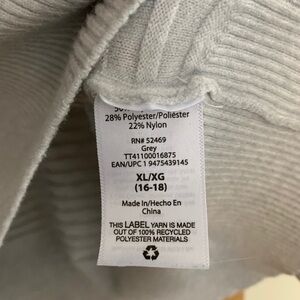 28% Polyester/Poliéster
22% Nylon
RN# 52469
Grey
TT41100016875
EAN/UPC 1 9475439145
XL/XG
(16-18)
Made In/Hecho En
China
THIS LABEL YARN IS MADE
OUT OF 100% RECYCLED
POLYESTER MATERIALS